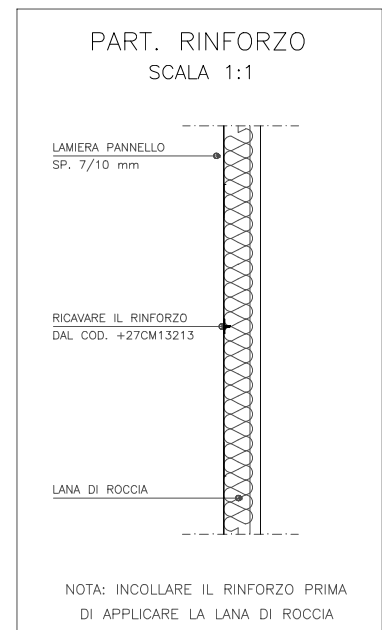 PART. RINFORZO
SCALA 1:1
LAMIERA PANNELLO
SP. 7/10 mm
RICAVARE IL RINFORZO
DAL COD. +27CM13213
LANA DI ROCCIA
NOTA: INCOLLARE IL RINFORZO PRIMA
DI APPLICARE LA LANA DI ROCCIA